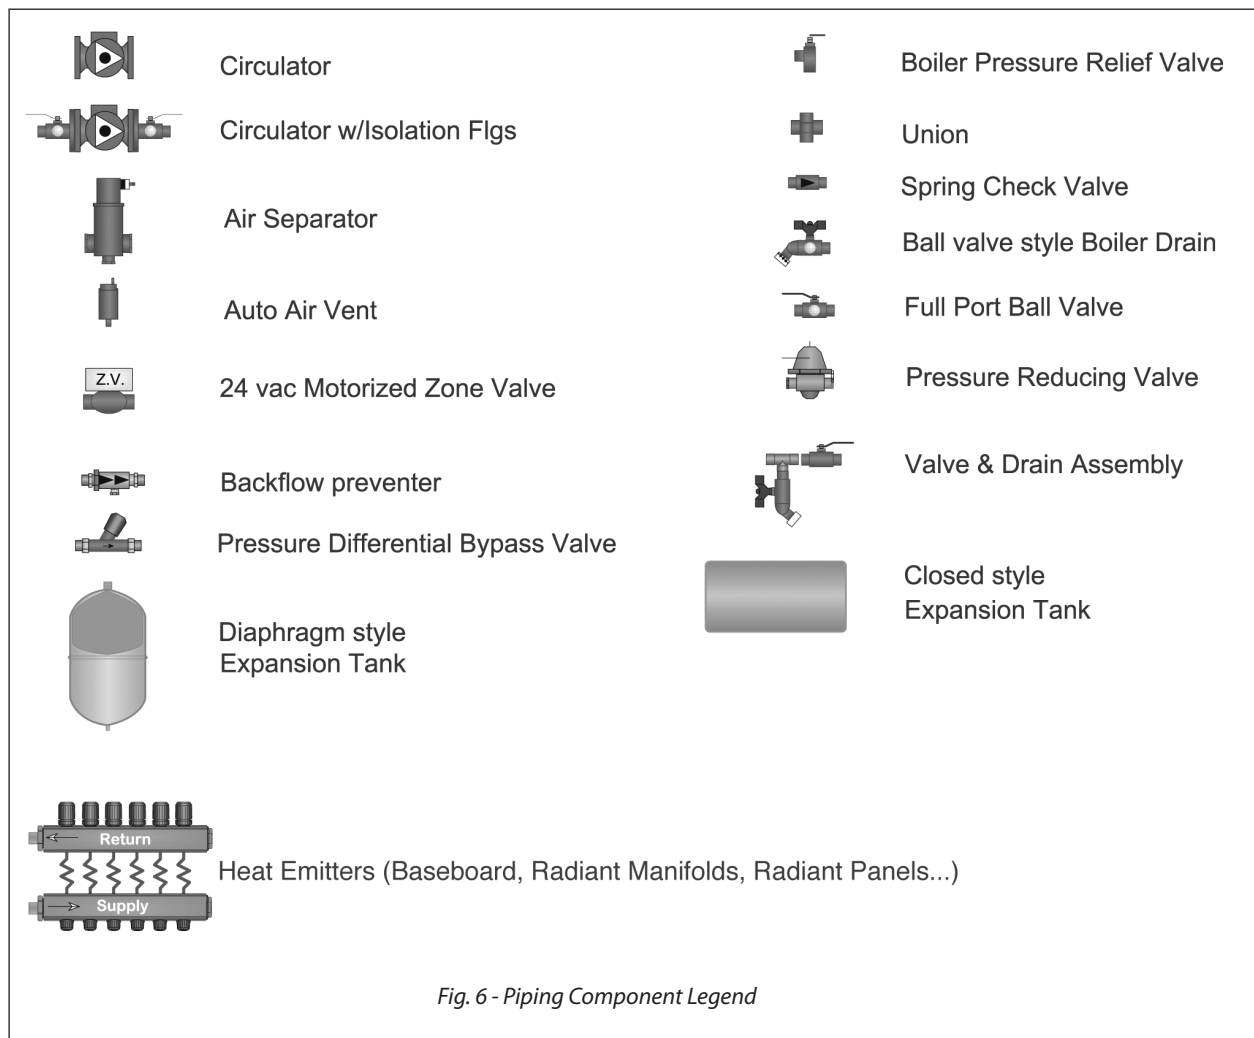 Circulator
Circulator w/Isolation Flgs
Air Separator
Auto Air Vent
Z.V.
24 vac Motorized Zone Valve
Backflow preventer
Pressure Differential Bypass Valve
Diaphragm style
Expansion Tank
Boiler Pressure Relief Valve
Union
Spring Check Valve
Ball valve style Boiler Drain
Full Port Ball Valve
Pressure Reducing Valve
Valve & Drain Assembly
Closed style
Expansion Tank
Return
Supply
Heat Emitters (Baseboard, Radiant Manifolds, Radiant Panels...)
Fig. 6 - Piping Component Legend